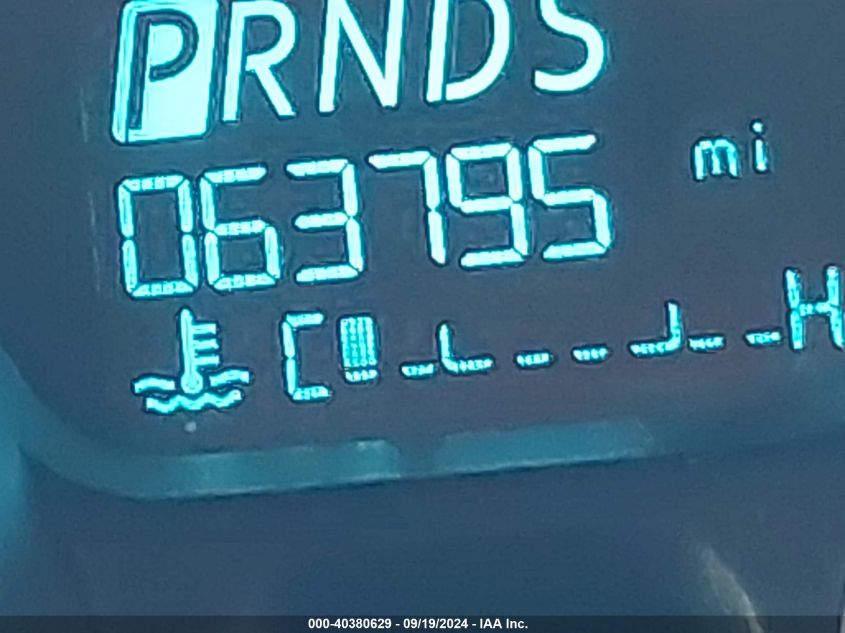 PRNDS
063795 mi
C H
000-40380629 - 09/19/2024 - IAA Inc.